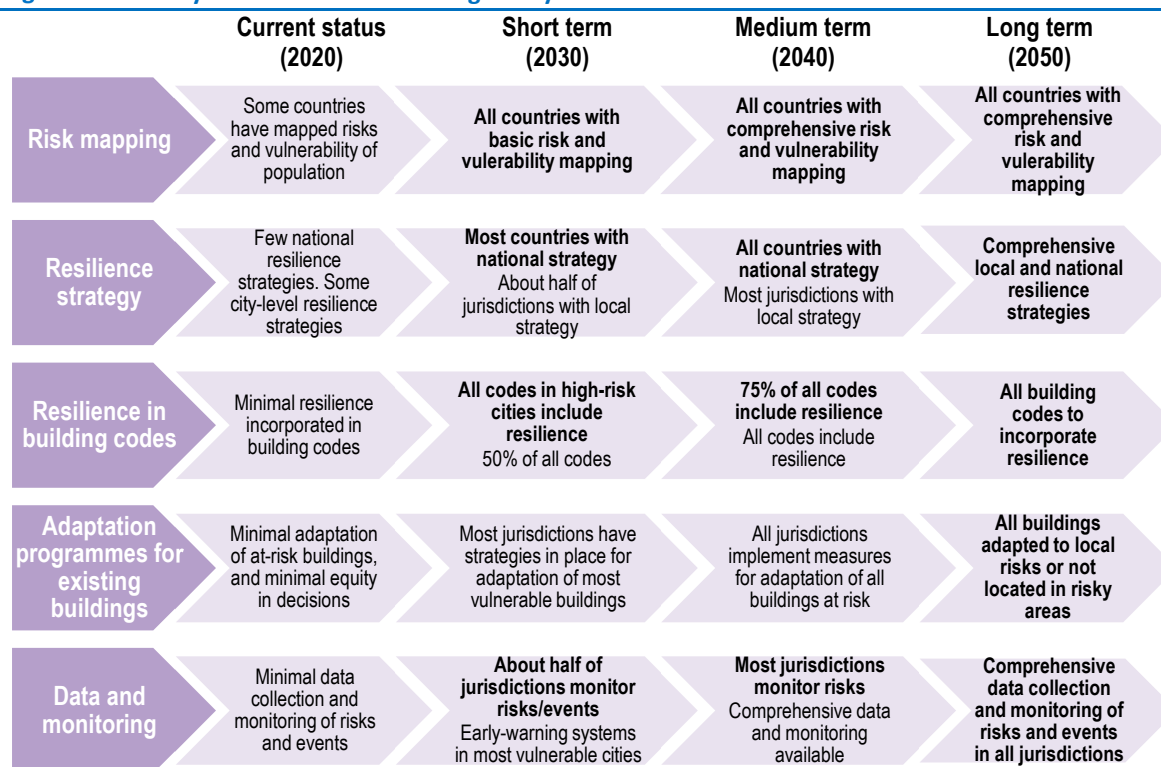 Current status
(2020)
Short term
(2030)
Medium term
(2040)
Long term
(2050)
Risk mapping
Some countries
have mapped risks
and vulnerability of
population
All countries with
basic risk and
vulerability mapping
All countries with
comprehensive risk
and vulnerability
mapping
All countries with
comprehensive
risk and
vulerability
mapping
Resilience
strategy
Few national
resilience
strategies. Some
city-level resilience
strategies
Most countries with
national strategy
About half of
jurisdictions with local
strategy
All countries with
national strategy
Most jurisdictions with
local strategy
Comprehensive
local and national
resilience
strategies
Resilience in
building codes
Minimal resilience
incorporated in
building codes
All codes in high-risk
cities include
resilience
50% of all codes
75% of all codes
include resilience
All codes include
resilience
All building
codes to
incorporate
resilience
Adaptation
programmes for
existing
buildings
Minimal adaptation
of at-risk buildings,
and minimal equity
in decisions
Most jurisdictions have
strategies in place for
adaptation of most
vulnerable buildings
All jurisdictions
implement measures
for adaptation of all
buildings at risk
All buildings
adapted to local
risks or not
located in risky
areas
Data and
monitoring
Minimal data
collection and
monitoring of risks
and events
About half of
jurisdictions monitor
risks/events
Early-warning systems
in most vulnerable cities
Most jurisdictions
monitor risks
Comprehensive data
and monitoring
available
Comprehensive
data collection
and monitoring of
risks and events
in all jurisdictions